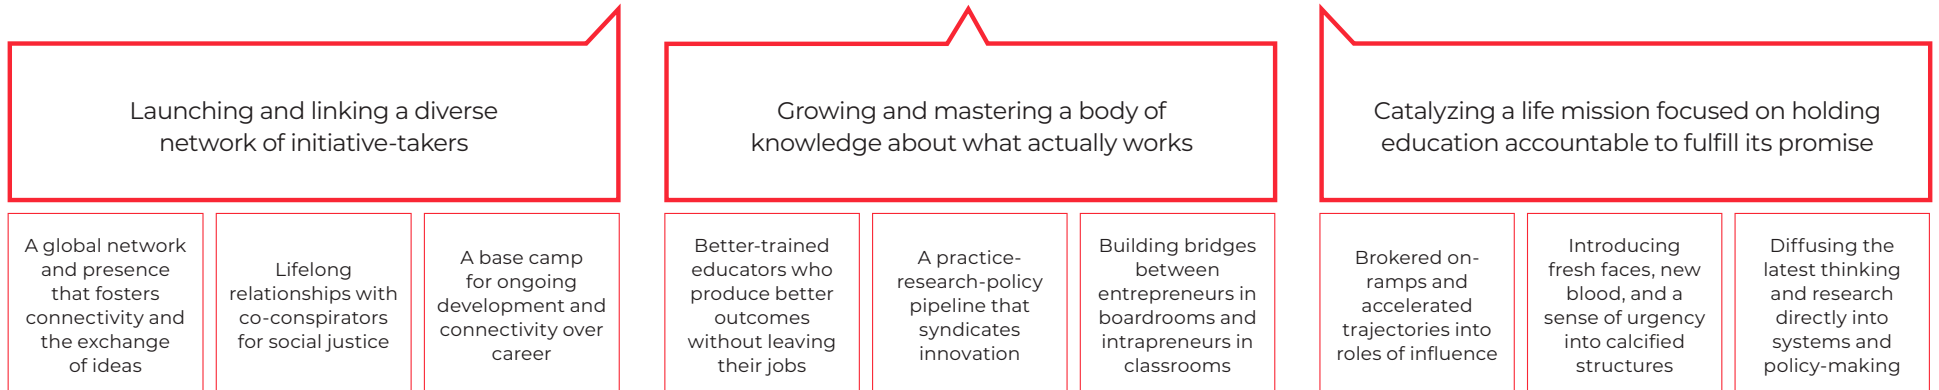 Launching and linking a diverse
network of initiative-takers
A global network
and presence
that fosters
connectivity and
the exchange
of ideas
Lifelong
relationships with
co-conspirators
for social justice
A base camp
for ongoing
development and
connectivity over
career
Growing and mastering a body of
knowledge about what actually works
Better-trained
educators who
produce better
outcomes
without leaving
their jobs
A practice-
research-policy
pipeline that
syndicates
innovation
Building bridges
between
entrepreneurs in
boardrooms and
intrapreneurs in
classrooms
Catalyzing a life mission focused on holding
education accountable to fulfill its promise
Brokered on-
ramps and
accelerated
trajectories into
roles of influence
Introducing
fresh faces, new
blood, and a
sense of urgency
into calcified
structures
Diffusing the
latest thinking
and research
directly into
systems and
policy-making